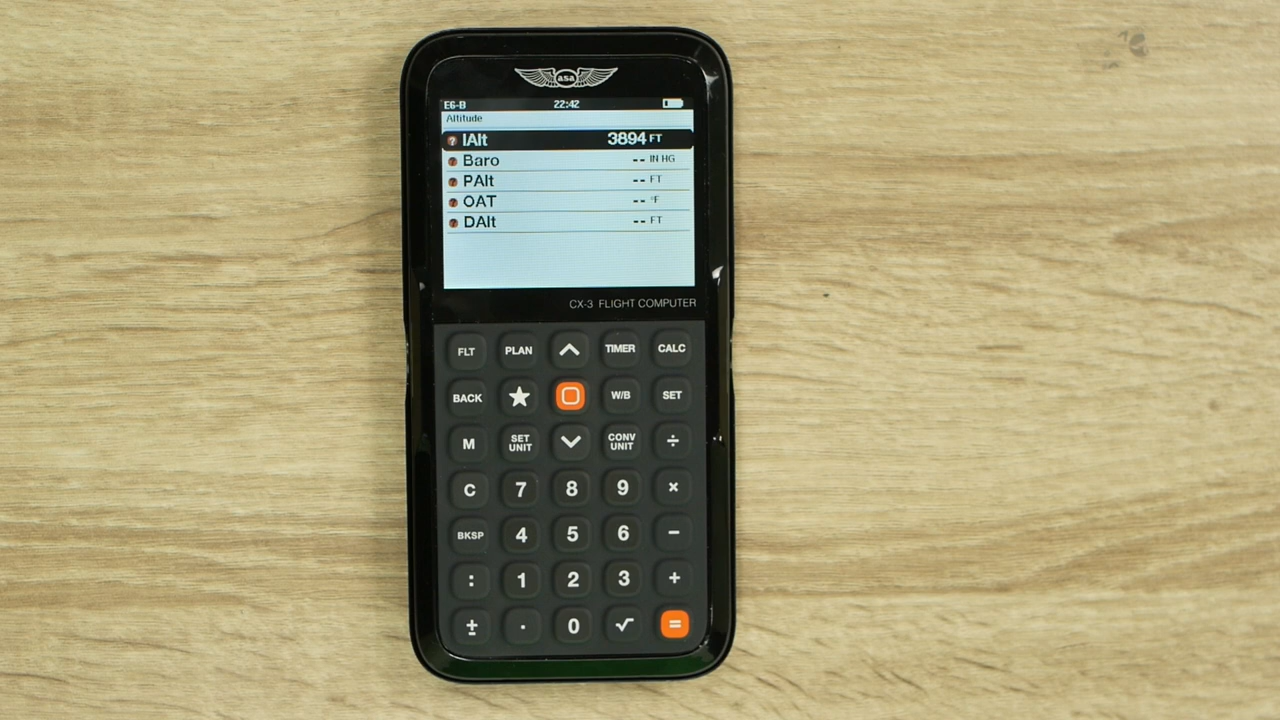 asa
E6-B 22:42
Altitude
? IAlt 3894 FT
? Baro -- IN HG
? PAlt -- FT
? OAT -- °F
? DAlt -- FT
CX-3 FLIGHT COMPUTER
FLT PLAN TIMER CALC
BACK W/B SET
M SET UNIT CONV UNIT ÷
C 7 8 9 ×
BKSP 4 5 6 −
: 1 2 3 +
± . 0 √ =